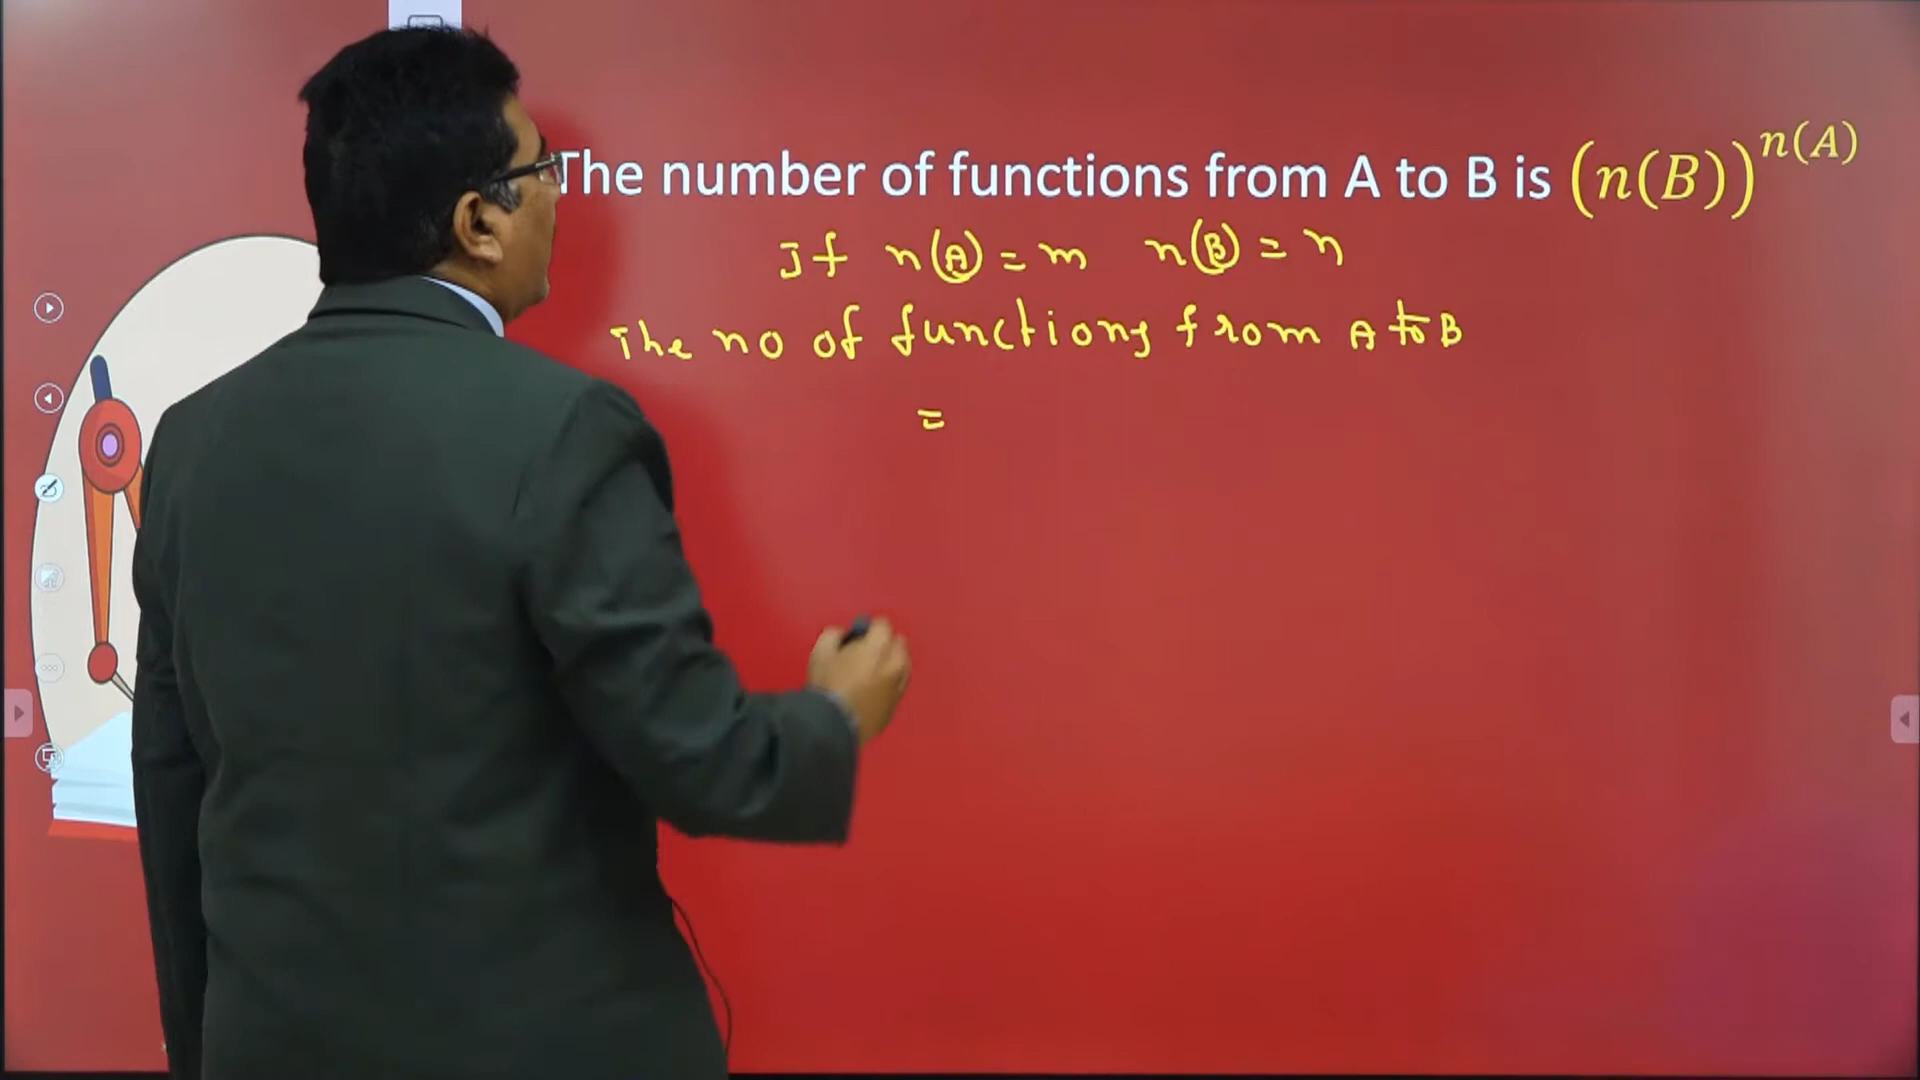 The number of functions from A to B is (n(B))^{n(A)}
If n(A) = m n(B) = n
The no of functions from A to B
=